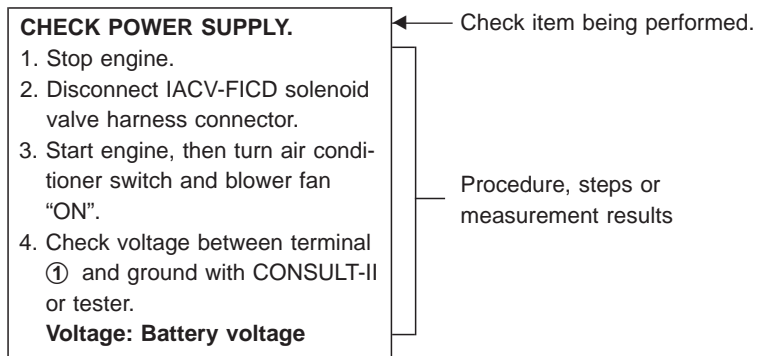 CHECK POWER SUPPLY.
1. Stop engine.
2. Disconnect IACV-FICD solenoid
valve harness connector.
3. Start engine, then turn air condi-
tioner switch and blower fan
“ON”.
4. Check voltage between terminal
① and ground with CONSULT-II
or tester.
Voltage: Battery voltage
Check item being performed.
Procedure, steps or
measurement results